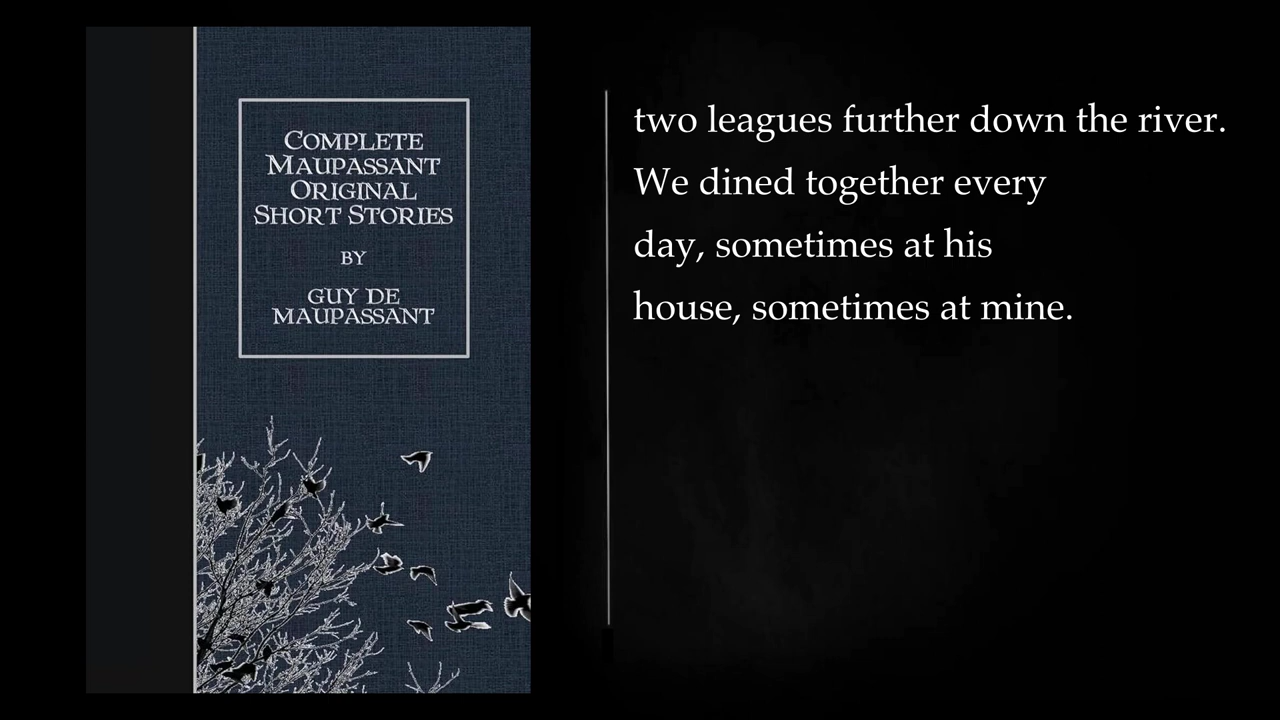 COMPLETE
MAUPASSANT
ORIGINAL
SHORT STORIES
BY
GUY DE
MAUPASSANT
two leagues further down the river.
We dined together every
day, sometimes at his
house, sometimes at mine.